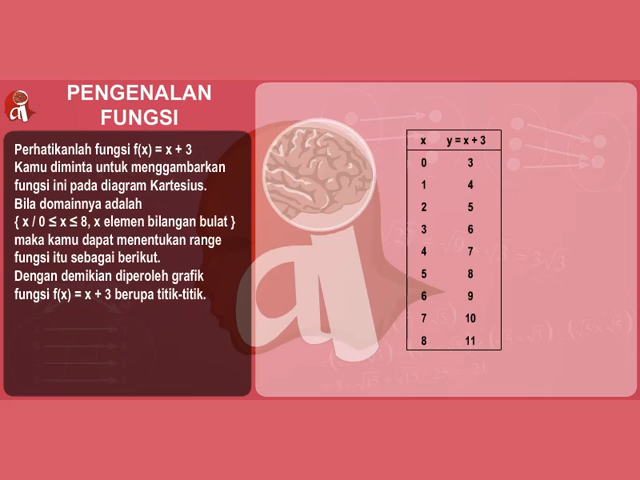 PENGENALAN
FUNGSI
Perhatikanlah fungsi f(x) = x + 3
Kamu diminta untuk menggambarkan
fungsi ini pada diagram Kartesius.
Bila domainnya adalah
{ x / 0 ≤ x ≤ 8, x elemen bilangan bulat }
maka kamu dapat menentukan range
fungsi itu sebagai berikut.
Dengan demikian diperoleh grafik
fungsi f(x) = x + 3 berupa titik-titik.
x y = x + 3
0 3
1 4
2 5
3 6
4 7
5 8
6 9
7 10
8 11